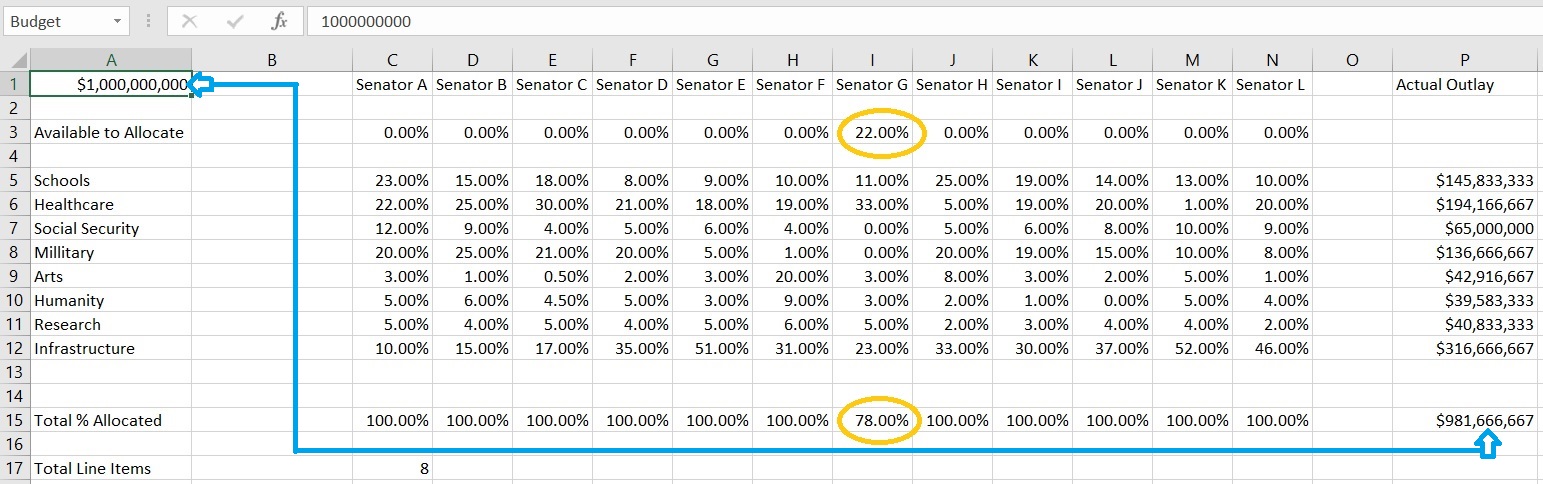 Budget fx 1000000000
A B C D E F G H I J K L M N O P
1 $1,000,000,000 Senator A Senator B Senator C Senator D Senator E Senator F Senator G Senator H Senator I Senator J Senator K Senator L Actual Outlay
2
3 Available to Allocate 0.00% 0.00% 0.00% 0.00% 0.00% 0.00% 22.00% 0.00% 0.00% 0.00% 0.00% 0.00%
4
5 Schools 23.00% 15.00% 18.00% 8.00% 9.00% 10.00% 11.00% 25.00% 19.00% 14.00% 13.00% 10.00% $145,833,333
6 Healthcare 22.00% 25.00% 30.00% 21.00% 18.00% 19.00% 33.00% 5.00% 19.00% 20.00% 1.00% 20.00% $194,166,667
7 Social Security 12.00% 9.00% 4.00% 5.00% 6.00% 4.00% 0.00% 5.00% 6.00% 8.00% 10.00% 9.00% $65,000,000
8 Millitary 20.00% 25.00% 21.00% 20.00% 5.00% 1.00% 0.00% 20.00% 19.00% 15.00% 10.00% 8.00% $136,666,667
9 Arts 3.00% 1.00% 0.50% 2.00% 3.00% 20.00% 3.00% 8.00% 3.00% 2.00% 5.00% 1.00% $42,916,667
10 Humanity 5.00% 6.00% 4.50% 5.00% 3.00% 9.00% 3.00% 2.00% 1.00% 0.00% 5.00% 4.00% $39,583,333
11 Research 5.00% 4.00% 5.00% 4.00% 5.00% 6.00% 5.00% 2.00% 3.00% 4.00% 4.00% 2.00% $40,833,333
12 Infrastructure 10.00% 15.00% 17.00% 35.00% 51.00% 31.00% 23.00% 33.00% 30.00% 37.00% 52.00% 46.00% $316,666,667
13
14
15 Total % Allocated 100.00% 100.00% 100.00% 100.00% 100.00% 100.00% 78.00% 100.00% 100.00% 100.00% 100.00% 100.00% $981,666,667
16
17 Total Line Items 8